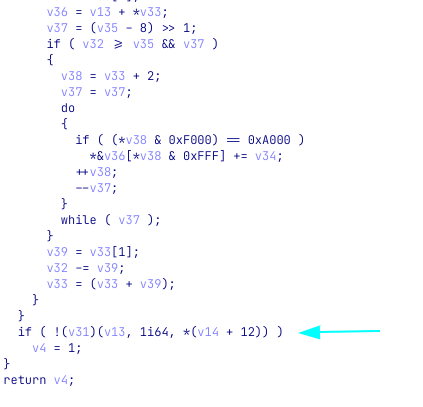 v36 = v13 + *v33;
v37 = (v35 - 8) >> 1;
if ( v32 ⩾ v35 && v37 )
{
v38 = v33 + 2;
v37 = v37;
do
{
if ( (*v38 & 0xF000) == 0xA000 )
*&v36[*v38 & 0xFFF] += v34;
++v38;
--v37;
}
while ( v37 );
}
v39 = v33[1];
v32 -= v39;
v33 = (v33 + v39);
}
}
if ( !(v31)(v13, 1i64, *(v14 + 12)) )
v4 = 1;
}
return v4;